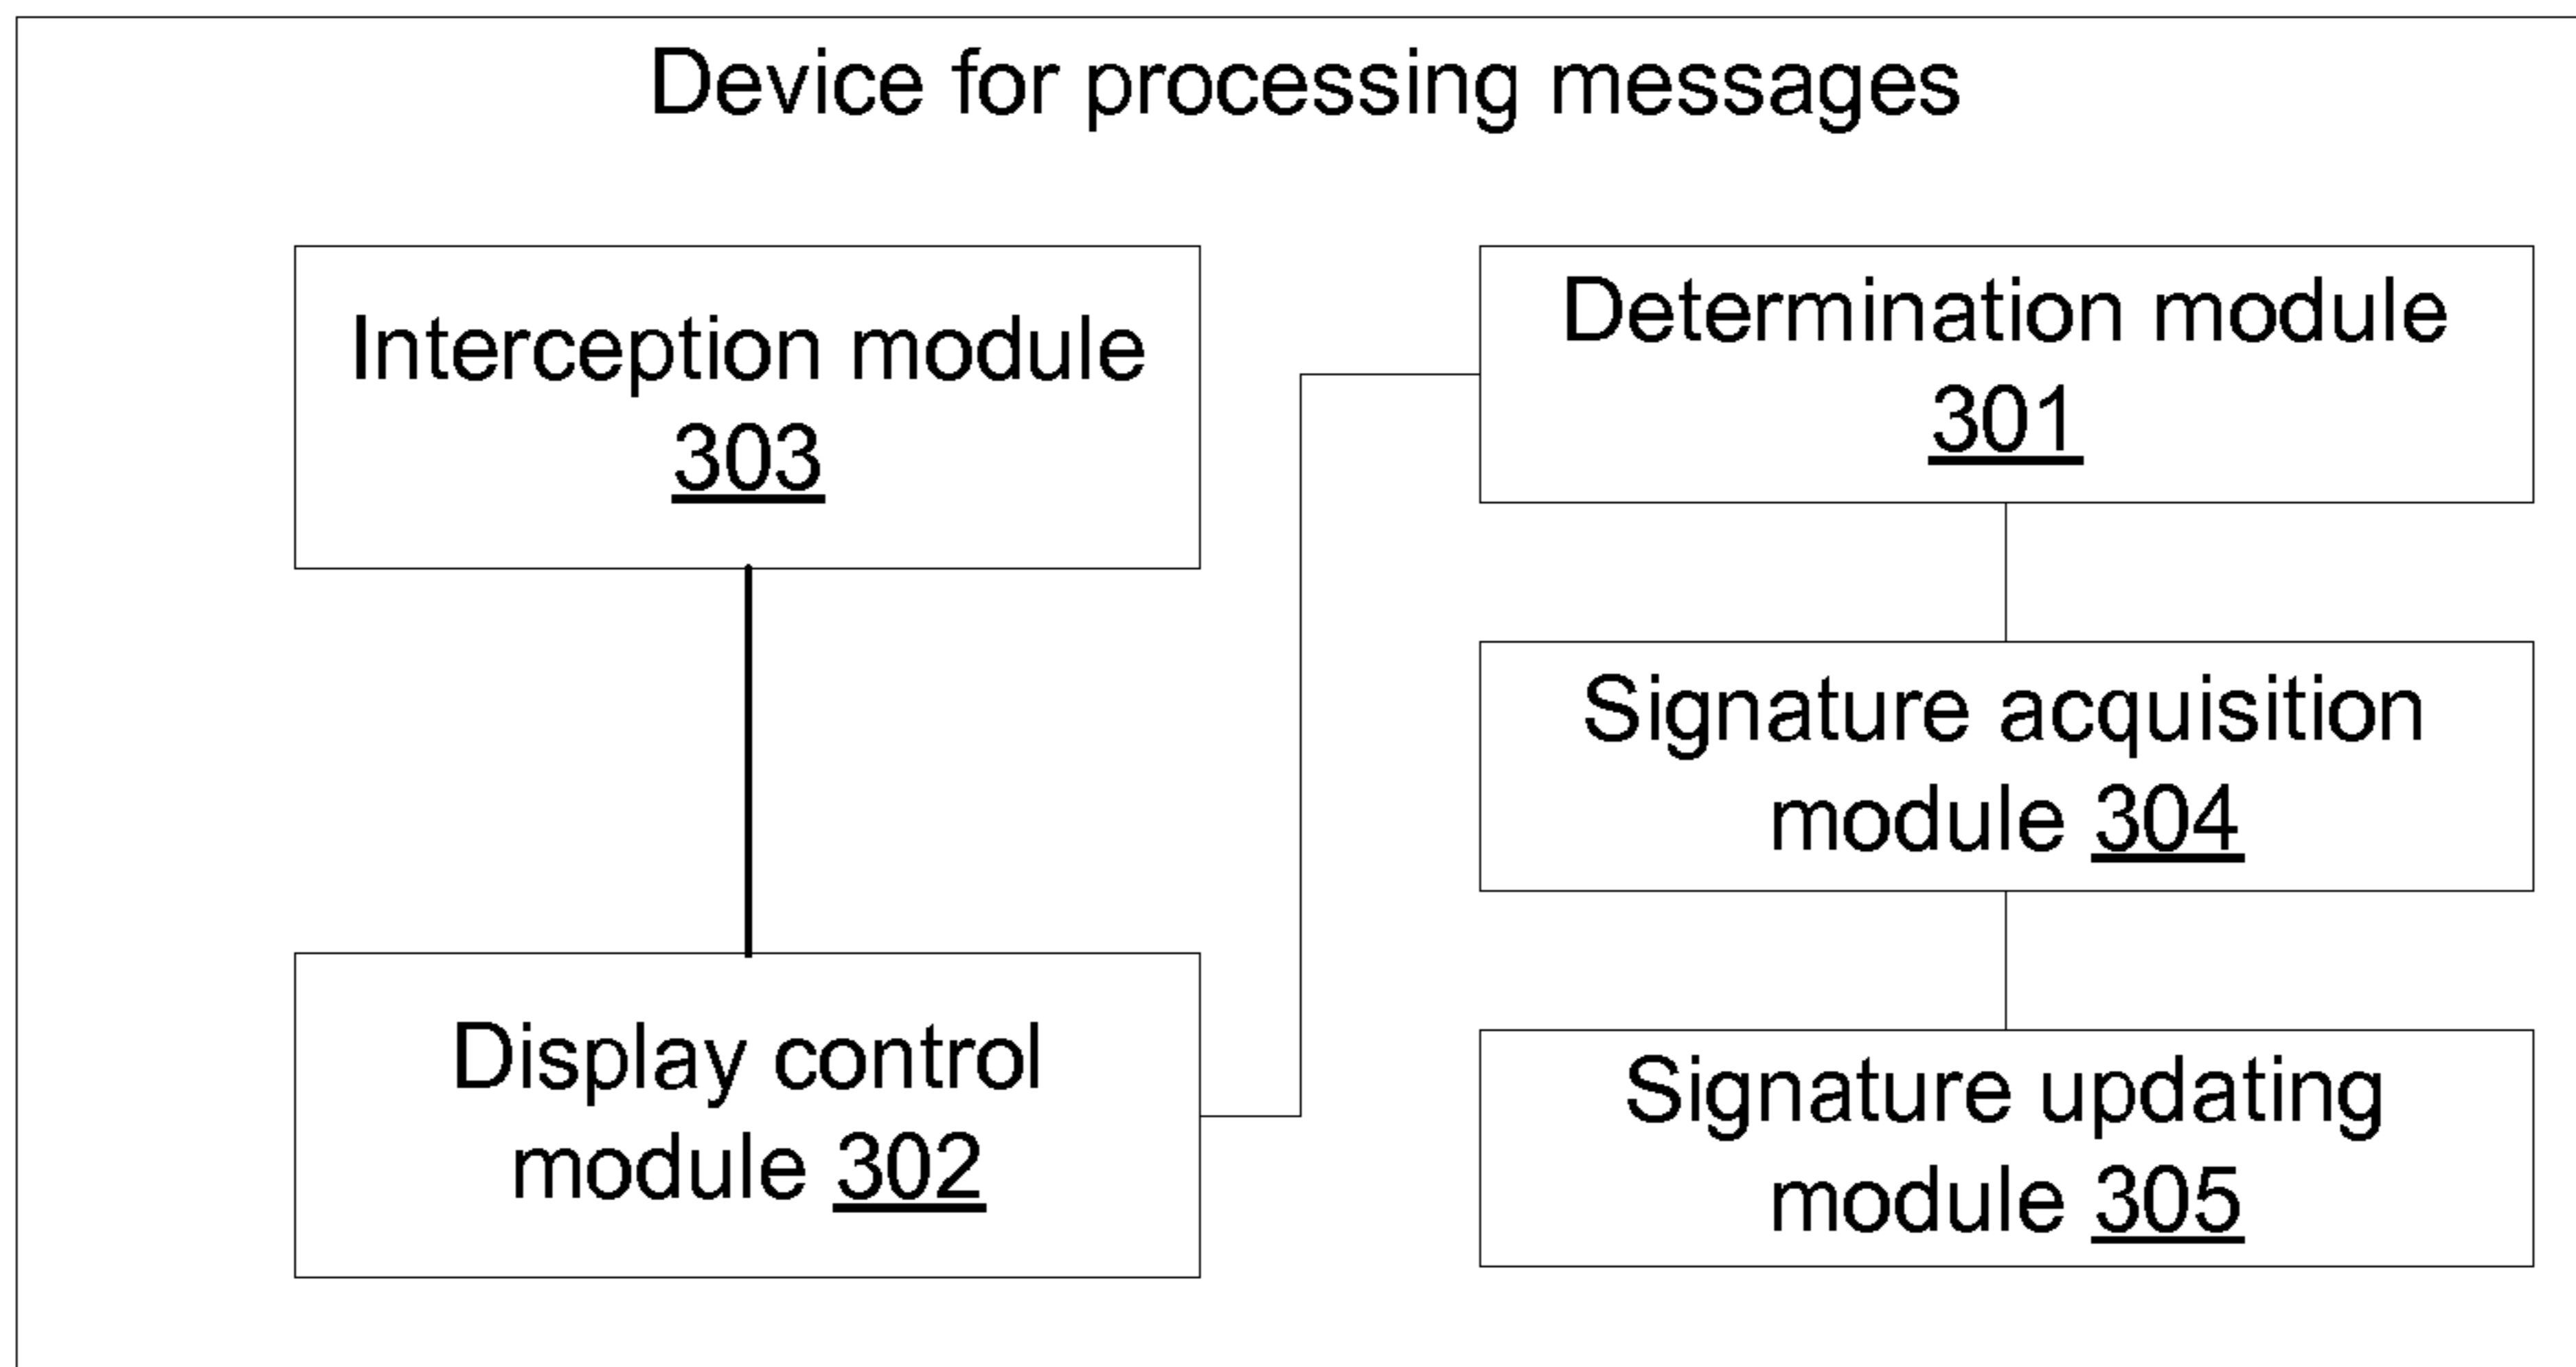 Device for processing messages
Interception module
303
Determination module
301
Signature acquisition
module 304
Display control
module 302
Signature updating
module 305